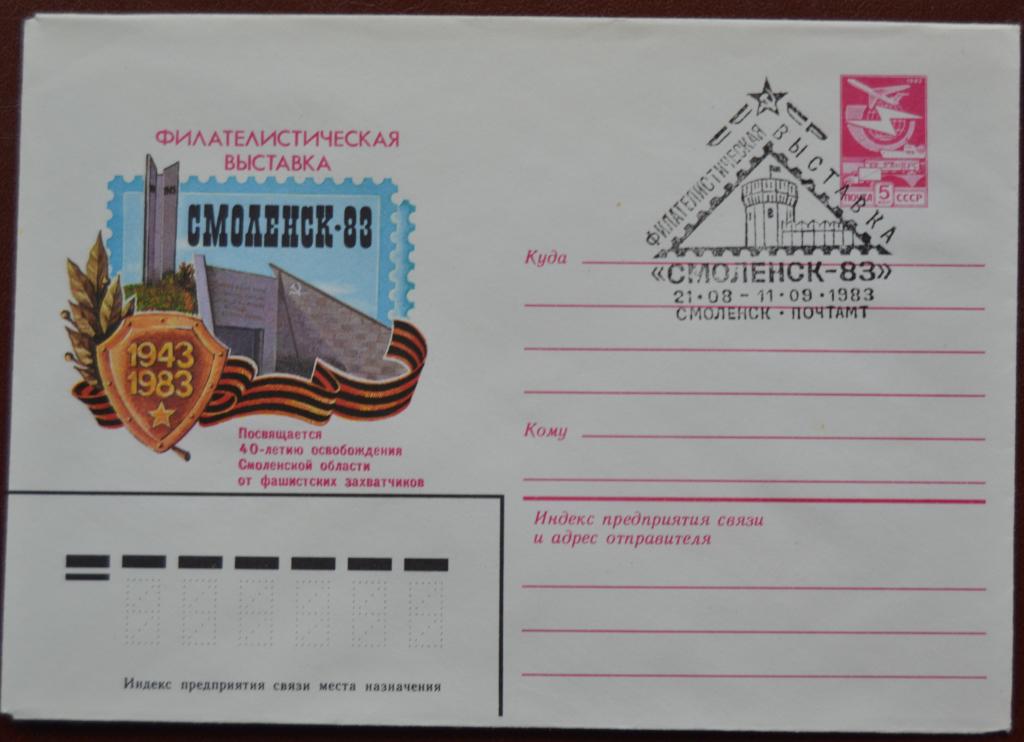 ФИЛАТЕЛИСТИЧЕСКАЯ
ВЫСТАВКА
СМОЛЕНСК-83
1943
1983
Посвящается
40-летию освобождения
Смоленской области
от фашистских захватчиков
ФИЛАТЕЛИСТИЧЕСКАЯ ВЫСТАВКА
«СМОЛЕНСК-83»
21·08 – 11·09·1983
СМОЛЕНСК · ПОЧТАМТ
1982
ПОЧТА 5 СССР
Куда
Кому
Индекс предприятия связи
и адрес отправителя
Индекс предприятия связи места назначения